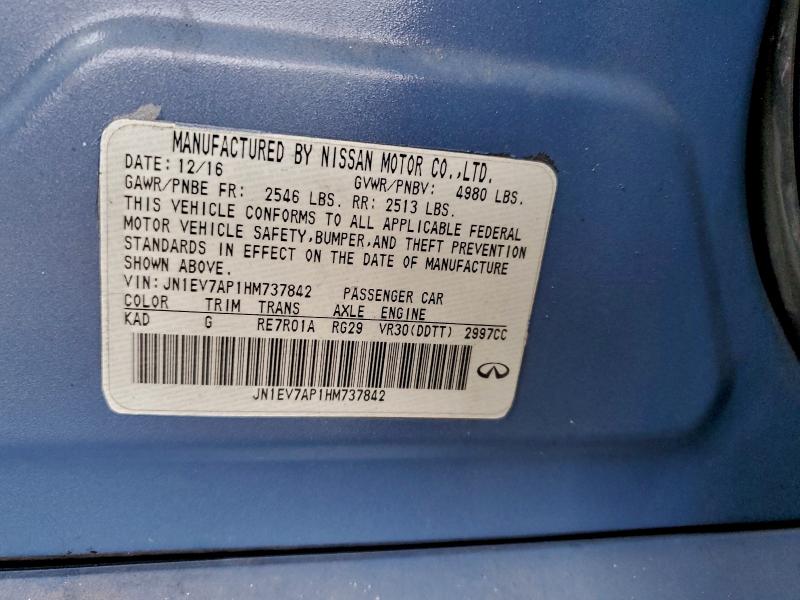 MANUFACTURED BY NISSAN MOTOR CO.,LTD.
DATE: 12/16 GVWR/PNBV: 4980 LBS.
GAWR/PNBE FR: 2546 LBS. RR: 2513 LBS.
THIS VEHICLE CONFORMS TO ALL APPLICABLE FEDERAL
MOTOR VEHICLE SAFETY,BUMPER,AND THEFT PREVENTION
STANDARDS IN EFFECT ON THE DATE OF MANUFACTURE
SHOWN ABOVE.
VIN: JN1EV7AP1HM737842 PASSENGER CAR
COLOR TRIM TRANS AXLE ENGINE
KAD G RE7R01A RG29 VR30(DDTT) 2997CC
JN1EV7AP1HM737842